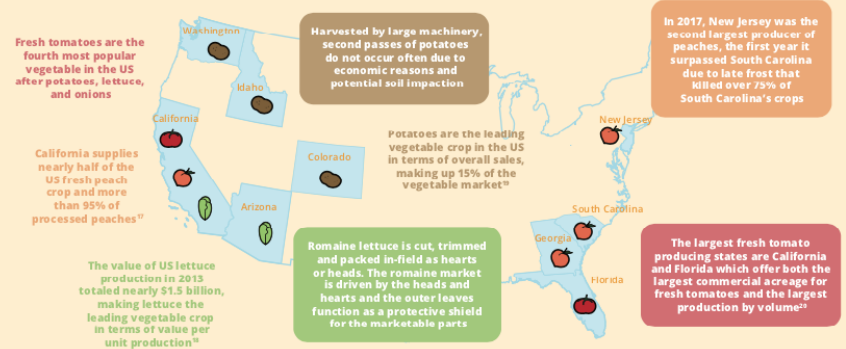 Fresh tomatoes are the
fourth most popular
vegetable in the US
after potatoes, lettuce,
and onions
California supplies
nearly half of the
US fresh peach
crop and more
than 95% of
processed peaches¹⁷
The value of US lettuce
production in 2013
totaled nearly $1.5 billion,
making lettuce the
leading vegetable crop
in terms of value per
unit production¹⁸
Washington
Idaho
California
Colorado
Arizona
Harvested by large machinery,
second passes of potatoes
do not occur often due to
economic reasons and
potential soil impaction
Potatoes are the leading
vegetable crop in the US
in terms of overall sales,
making up 15% of the
vegetable market¹⁹
Romaine lettuce is cut, trimmed
and packed in-field as hearts
or heads. The romaine market
is driven by the heads and
hearts and the outer leaves
function as a protective shield
for the marketable parts
In 2017, New Jersey was the
second largest producer of
peaches, the first year it
surpassed South Carolina
due to late frost that
killed over 75% of
South Carolina's crops
New Jersey
South Carolina
Georgia
Florida
The largest fresh tomato
producing states are California
and Florida which offer both the
largest commercial acreage for
fresh tomatoes and the largest
production by volume²⁰